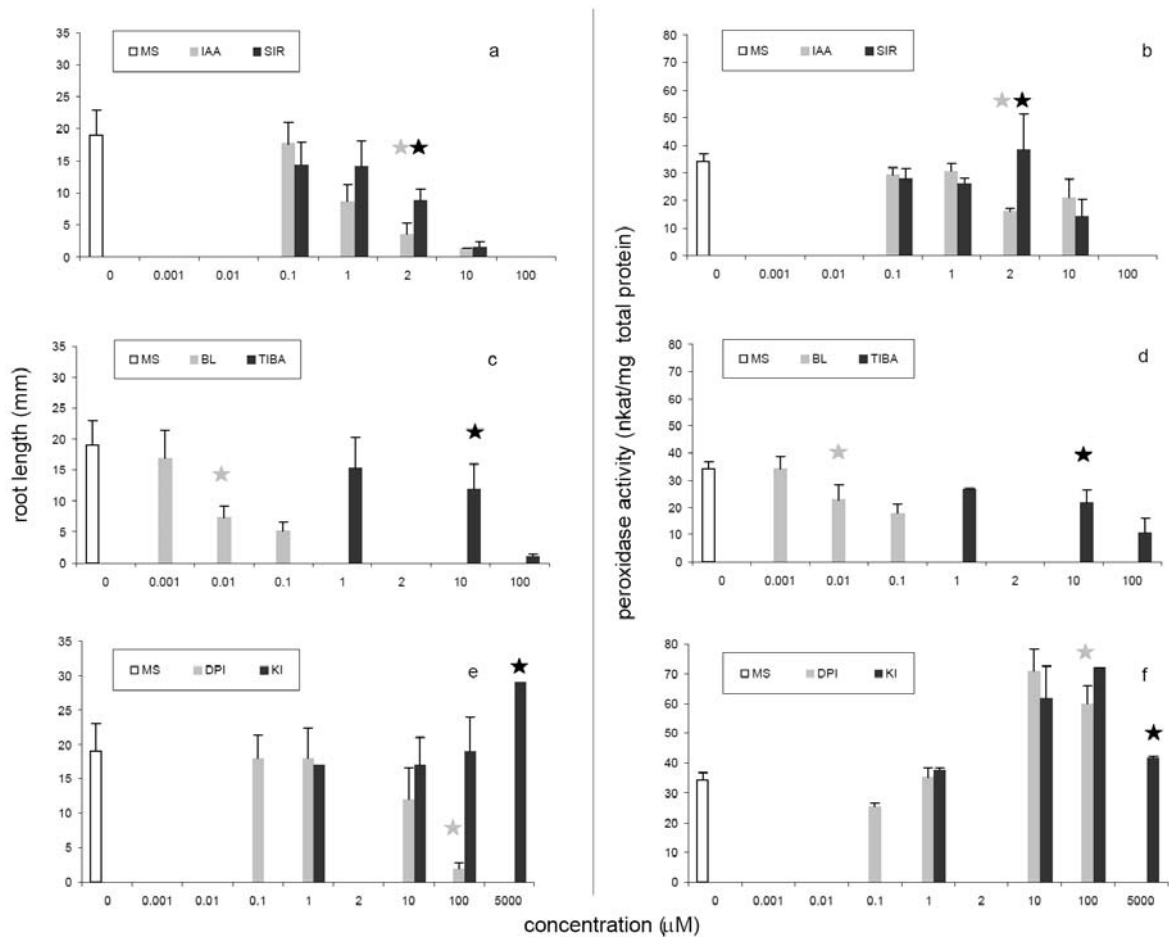 root length (mm)
MS IAA SIR
a
35
30
25
20
15
10
5
0
0 0.001 0.01 0.1 1 2 10 100
MS BL TIBA
c
35
30
25
20
15
10
5
0
0 0.001 0.01 0.1 1 2 10 100
MS DPI KI
e
35
30
25
20
15
10
5
0
0 0.001 0.01 0.1 1 2 10 100 5000
peroxidase activity (nkat/mg total protein)
MS IAA SIR
b
80
70
60
50
40
30
20
10
0
0 0.001 0.01 0.1 1 2 10 100
MS BL TIBA
d
80
70
60
50
40
30
20
10
0
0 0.001 0.01 0.1 1 2 10 100
MS DPI KI
f
80
70
60
50
40
30
20
10
0
0 0.001 0.01 0.1 1 2 10 100 5000
concentration (μM)